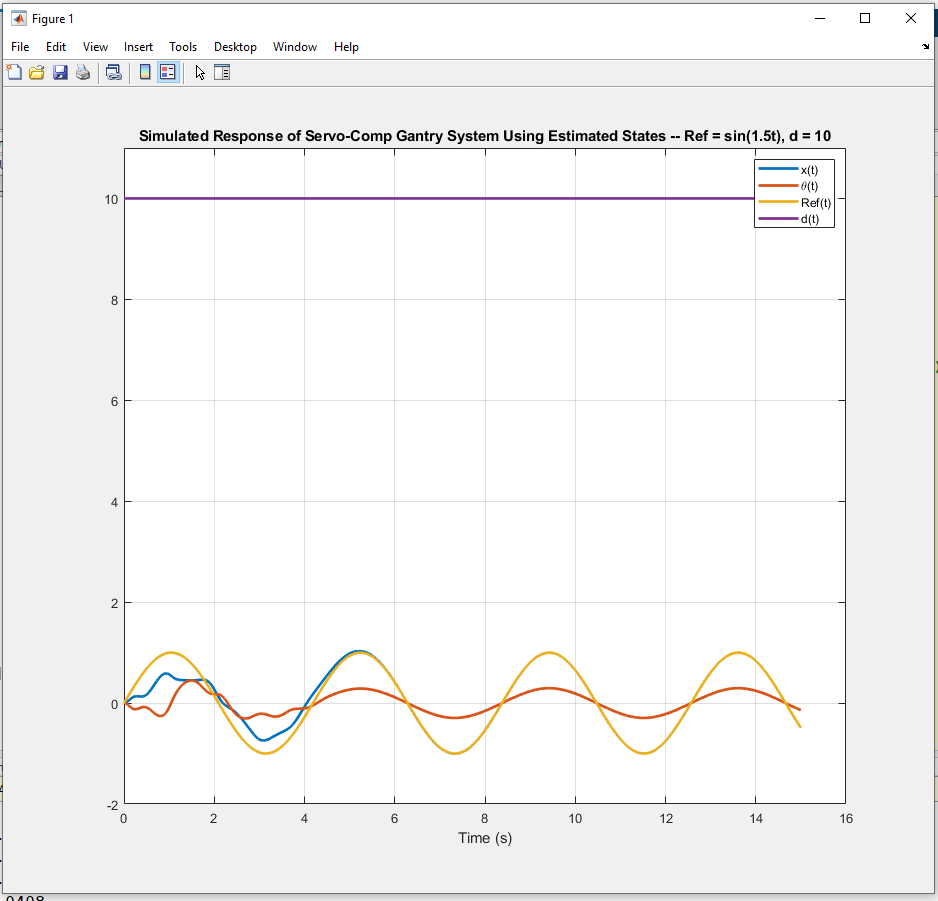 Figure 1
File Edit View Insert Tools Desktop Window Help
Simulated Response of Servo-Comp Gantry System Using Estimated States -- Ref = sin(1.5t), d = 10
x(t)
θ(t)
Ref(t)
d(t)
10
8
6
4
2
0
-2
0 2 4 6 8 10 12 14 16
Time (s)